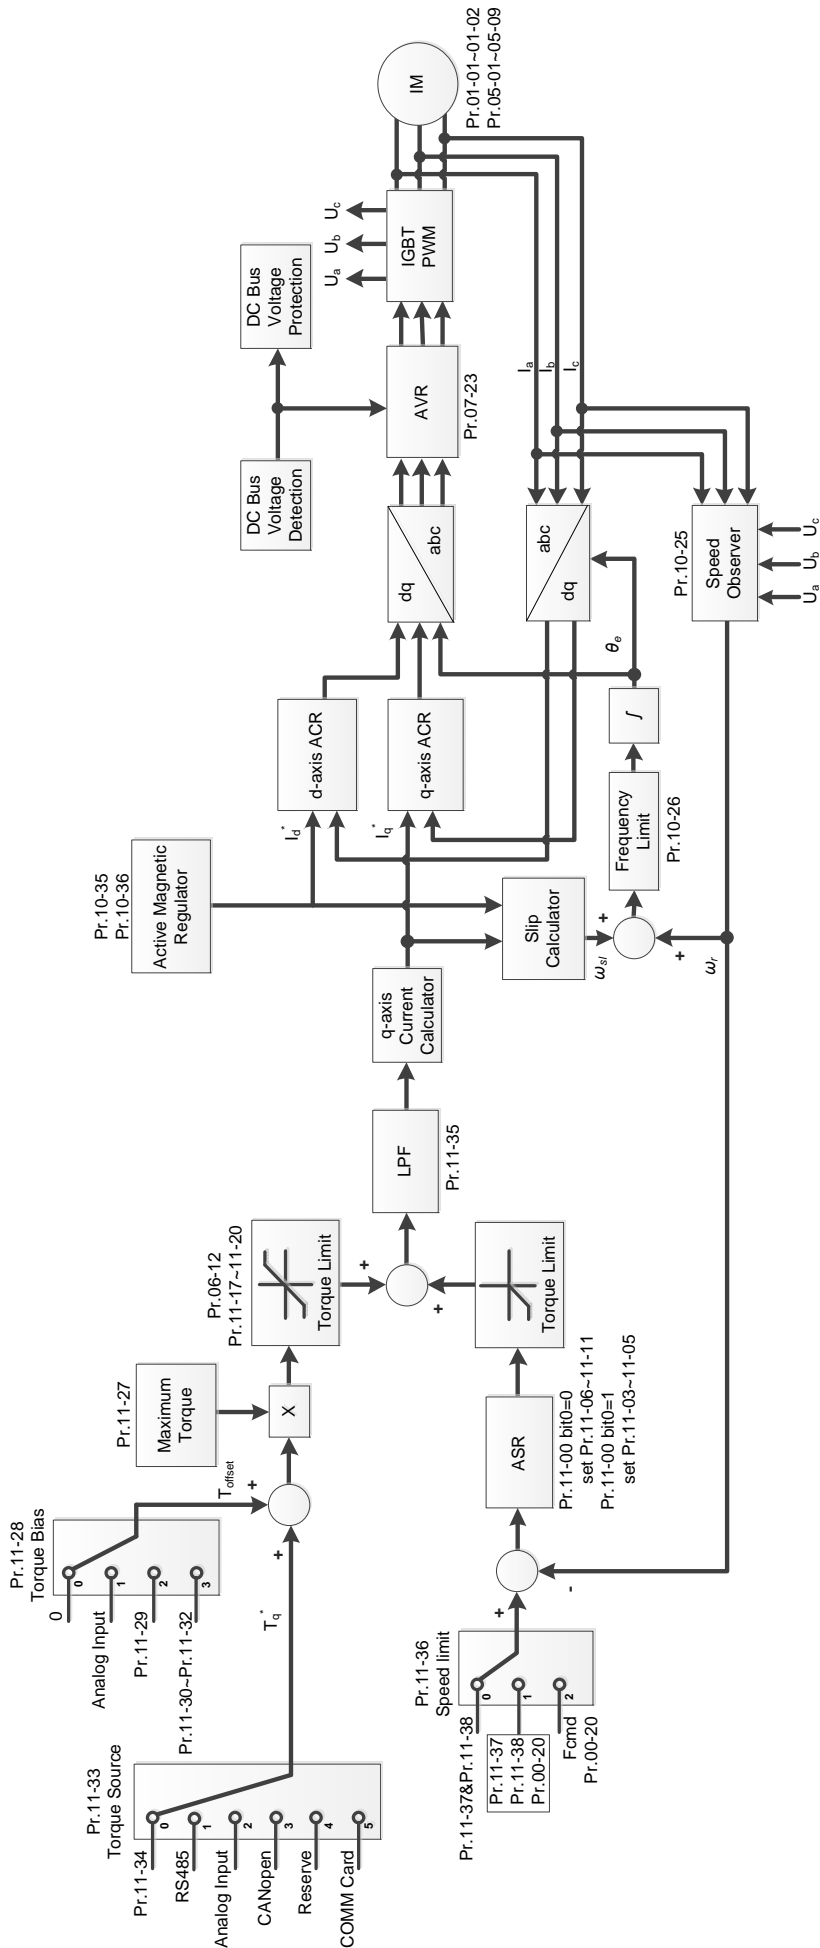 Pr.11-33
Torque Source
Pr.11-34
RS485
Analog Input
CANopen
Reserve
COMM Card
0
1
2
3
4
5
Tq*
+
Pr.11-28
Torque Bias
0
Analog Input
Pr.11-29
Pr.11-30~Pr.11-32
0
1
2
3
Toffset
+
Pr.11-27
Maximum
Torque
X
Pr.06-12
Pr.11-17~11-20
Torque Limit
+
+
Pr.11-36
Speed limit
Pr.11-37&Pr.11-38
Pr.11-37
Pr.11-38
Pr.00-20
Fcmd
Pr.00-20
0
1
2
+
-
ASR
Pr.11-00 bit0=0
set Pr.11-06~11-11
Pr.11-00 bit0=1
set Pr.11-03~11-05
Torque Limit
LPF
Pr.11-35
q-axis
Current
Calculator
Pr.10-35
Pr.10-36
Active Magnetic
Regulator
Slip
Calculator
ωsl
+
+
ωr
Id*
Iq*
d-axis ACR
q-axis ACR
Frequency
Limit
Pr.10-26
∫
θe
dq
abc
abc
dq
DC Bus
Voltage
Detection
DC Bus
Voltage
Protection
AVR
Pr.07-23
IGBT
PWM
Ua
Ub
Uc
Ia
Ib
Ic
Pr.10-25
Speed
Observer
Ua
Ub
Uc
IM
Pr.01-01~01-02
Pr.05-01~05-09